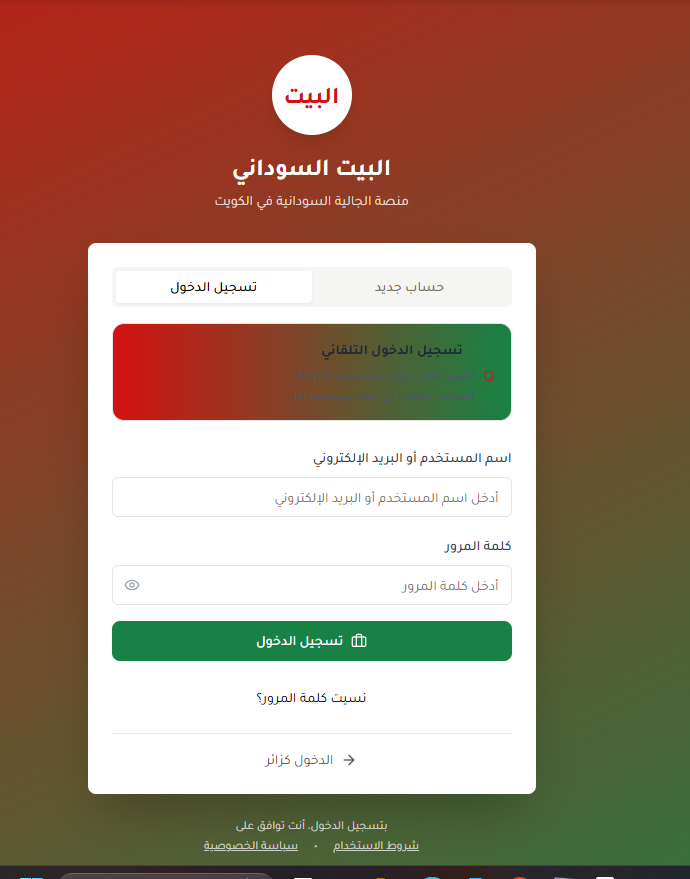 البيت
البيت السوداني
منصة الجالية السودانية في الكويت
حساب جديد
تسجيل الدخول
تسجيل الدخول التلقائي
اسم المستخدم أو البريد الإلكتروني
أدخل اسم المستخدم أو البريد الإلكتروني
كلمة المرور
أدخل كلمة المرور
تسجيل الدخول
نسيت كلمة المرور؟
الدخول كزائر
بتسجيل الدخول، أنت توافق على
شروط الاستخدام • سياسة الخصوصية